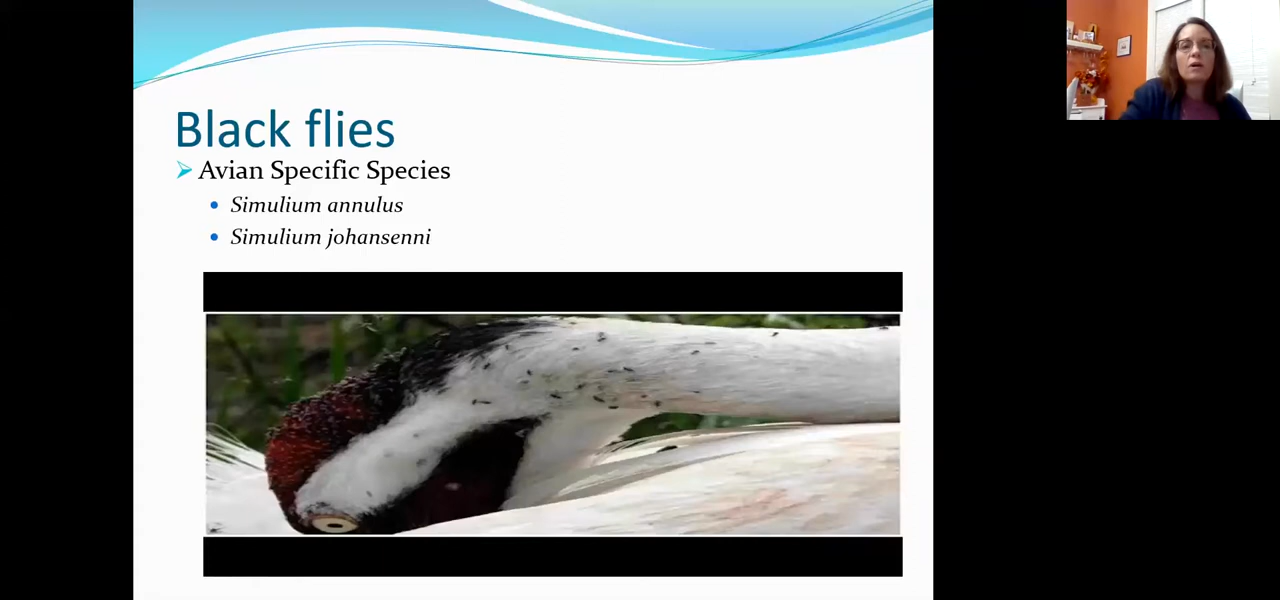 Black flies
Avian Specific Species
Simulium annulus
Simulium johansenni